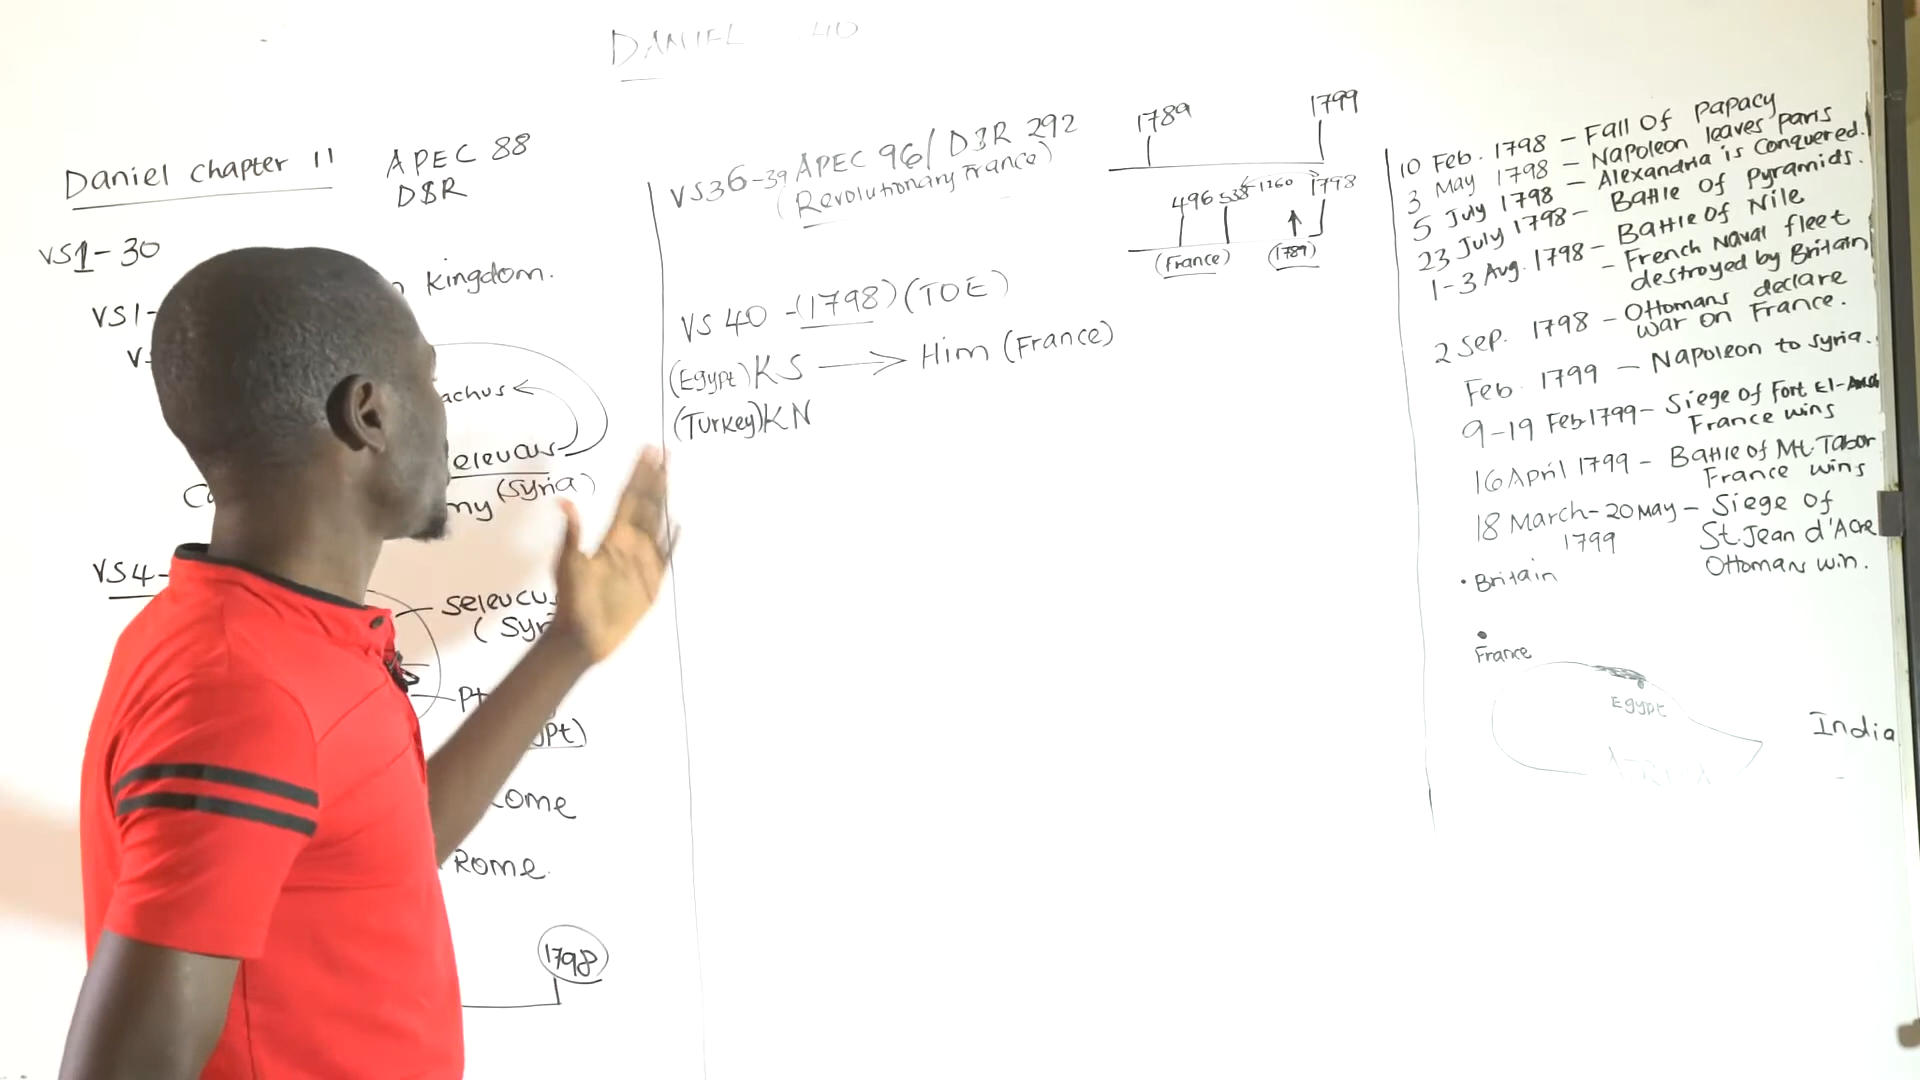 DANIEL 40
Daniel chapter 11
APEC 88
D&R
VS1-30
kingdom.
VS1-
achus
eleucus
(Syria)
my
VS4-
Seleucus
(Syr
Pt
pt)
ome
Rome.
1798
VS36-39 APEC 96/ D&R 292
(Revolutionary France)
VS 40 -(1798) (TOE)
(Egypt) KS → Him (France)
(Turkey) KN
1789 1799
496 538 ←1260→ 1798
(France) (1789)
10 Feb. 1798 - Fall Of Papacy
3 May 1798 - Napoleon leaves paris
5 July 1798 - Alexandria is conquered.
23 July 1798 - Battle Of Pyramids.
1-3 Aug. 1798 - Battle Of Nile
- French Naval fleet
destroyed by Britain
2 Sep. 1798 - Ottomans declare
war on France.
Feb. 1799 - Napoleon to Syria.
9-19 Feb 1799 - Siege of Fort El-
France wins
16 April 1799 - Battle of Mt. Tabor
France wins
18 March-20 May - Siege of
1799 St. Jean d'Acre
Ottomans win.
• Britain
France
Egypt
India